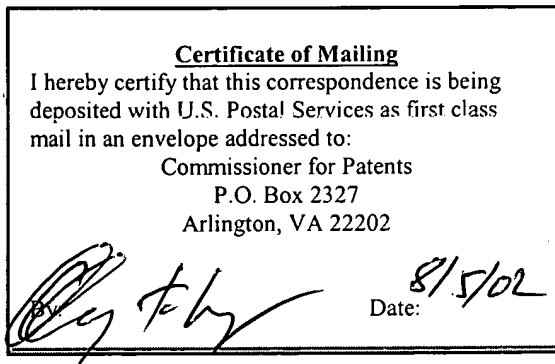 Certificate of Mailing
I hereby certify that this correspondence is being
deposited with U.S. Postal Services as first class
mail in an envelope addressed to:
Commissioner for Patents
P.O. Box 2327
Arlington, VA 22202
By: Date: 8/5/02